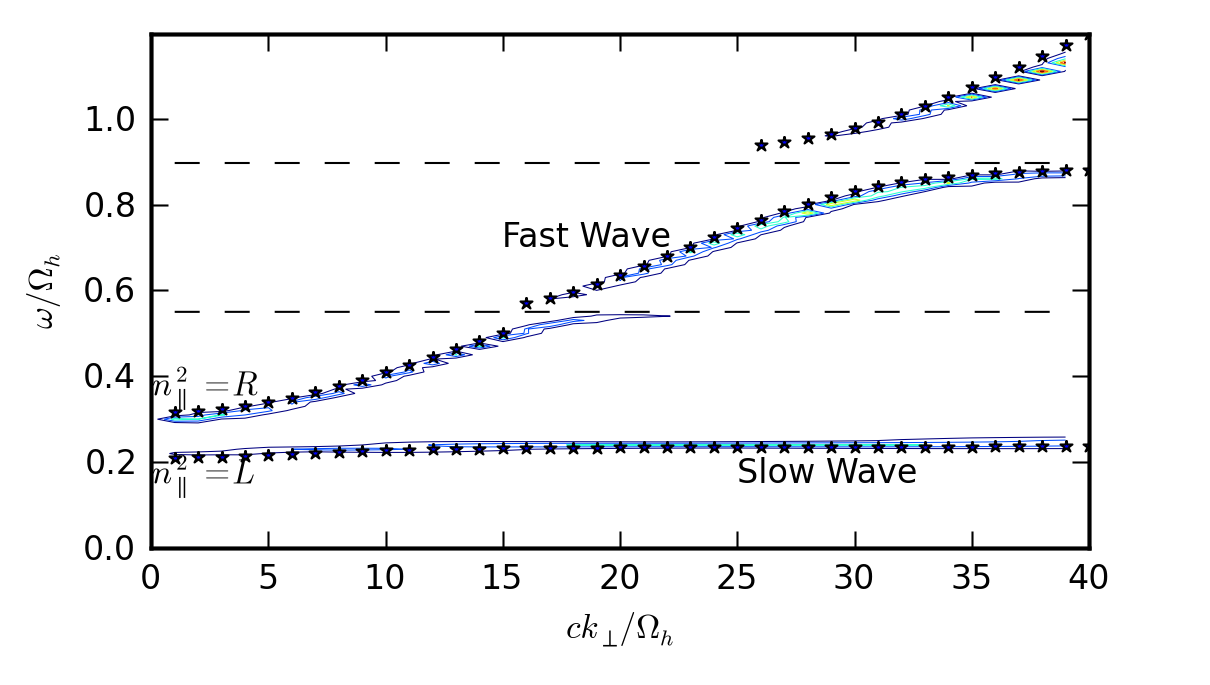 1.0
0.8
Fast Wave
0.6
ω/Ω_h
0.4
n_∥^2 = R
0.2
n_∥^2 = L
Slow Wave
0.0
0 5 10 15 20 25 30 35 40
ck_⊥/Ω_h